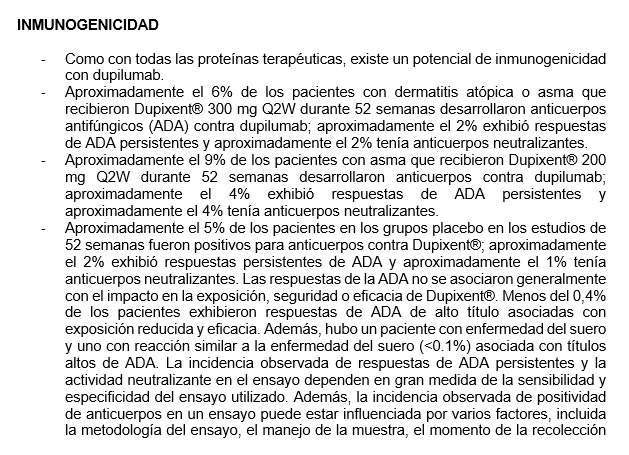 INMUNOGENICIDAD
- Como con todas las proteínas terapéuticas, existe un potencial de inmunogenicidad
con dupilumab.
- Aproximadamente el 6% de los pacientes con dermatitis atópica o asma que
recibieron Dupixent® 300 mg Q2W durante 52 semanas desarrollaron anticuerpos
antifúngicos (ADA) contra dupilumab; aproximadamente el 2% exhibió respuestas
de ADA persistentes y aproximadamente el 2% tenía anticuerpos neutralizantes.
- Aproximadamente el 9% de los pacientes con asma que recibieron Dupixent® 200
mg Q2W durante 52 semanas desarrollaron anticuerpos contra dupilumab;
aproximadamente el 4% exhibió respuestas de ADA persistentes y
aproximadamente el 4% tenía anticuerpos neutralizantes.
- Aproximadamente el 5% de los pacientes en los grupos placebo en los estudios de
52 semanas fueron positivos para anticuerpos contra Dupixent®; aproximadamente
el 2% exhibió respuestas persistentes de ADA y aproximadamente el 1% tenía
anticuerpos neutralizantes. Las respuestas de la ADA no se asociaron generalmente
con el impacto en la exposición, seguridad o eficacia de Dupixent®. Menos del 0,4%
de los pacientes exhibieron respuestas de ADA de alto título asociadas con
exposición reducida y eficacia. Además, hubo un paciente con enfermedad del suero
y uno con reacción similar a la enfermedad del suero (<0.1%) asociada con títulos
altos de ADA. La incidencia observada de respuestas de ADA persistentes y la
actividad neutralizante en el ensayo dependen en gran medida de la sensibilidad y
especificidad del ensayo utilizado. Además, la incidencia observada de positividad
de anticuerpos en un ensayo puede estar influenciada por varios factores, incluida
la metodología del ensayo, el manejo de la muestra, el momento de la recolección